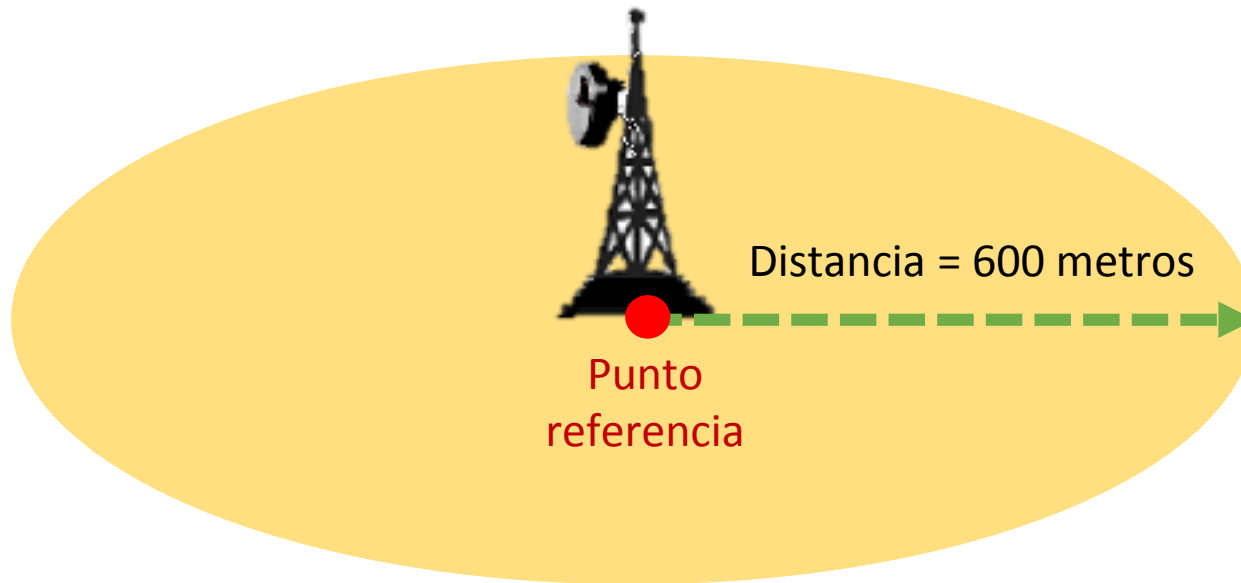 Distancia = 600 metros
Punto
referencia